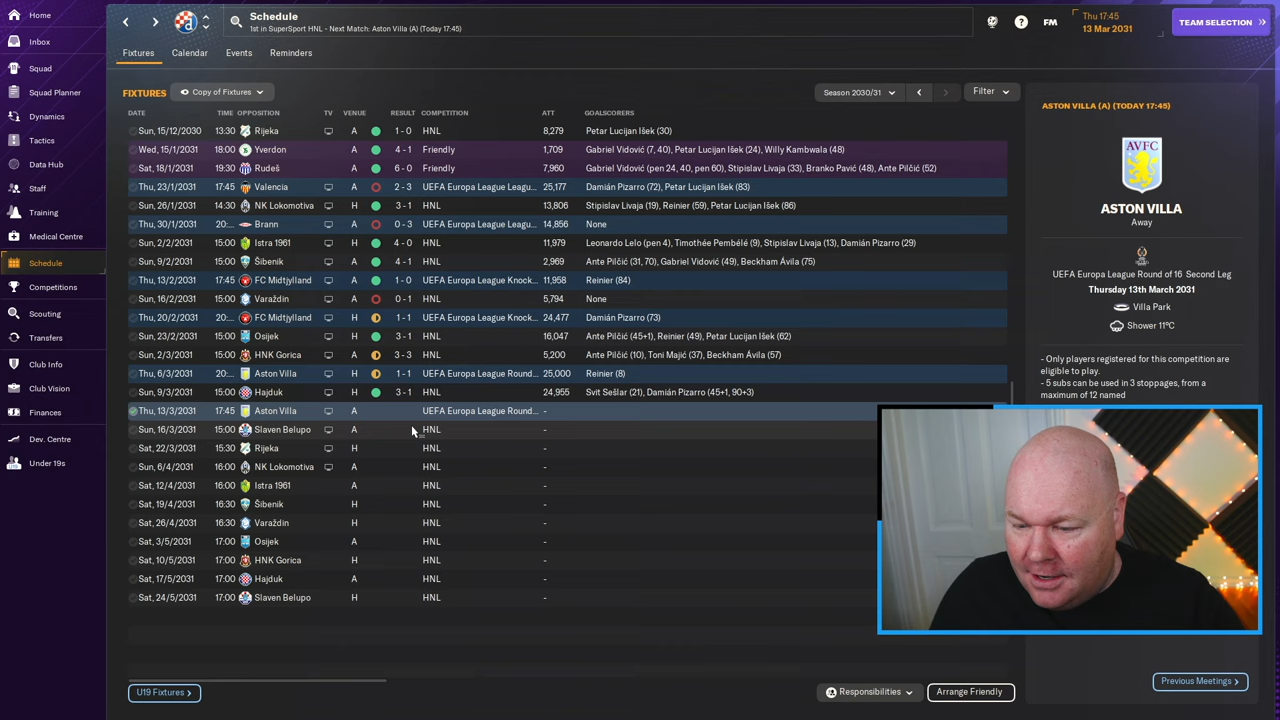 Home
Inbox
Squad
Squad Planner
Dynamics
Tactics
Data Hub
Staff
Training
Medical Centre
Schedule
Competitions
Scouting
Transfers
Club Info
Club Vision
Finances
Dev. Centre
Under 19s
Schedule
1st in SuperSport HNL - Next Match: Aston Villa (A) (Today 17:45)
?
FM
Thu 17:45
13 Mar 2031
TEAM SELECTION
Fixtures Calendar Events Reminders
FIXTURES Copy of Fixtures Season 2030/31 Filter
DATE TIME OPPOSITION TV VENUE RESULT COMPETITION ATT GOALSCORERS
Sun, 15/12/2030 13:30 Rijeka A 1 - 0 HNL 8,279 Petar Lucijan Išek (30)
Wed, 15/1/2031 18:00 Yverdon A 4 - 1 Friendly 1,709 Gabriel Vidović (7, 40), Petar Lucijan Išek (24), Willy Kambwala (48)
Sat, 18/1/2031 19:30 Rudeš A 6 - 0 Friendly 7,960 Gabriel Vidović (pen 24, 40, pen 60), Stipislav Livaja (33), Branko Pavić (48), Ante Pilčić (52)
Thu, 23/1/2031 17:45 Valencia A 2 - 3 UEFA Europa League Leagu... 25,177 Damián Pizarro (72), Petar Lucijan Išek (83)
Sun, 26/1/2031 14:30 NK Lokomotiva H 3 - 1 HNL 13,806 Stipislav Livaja (19), Reinier (59), Petar Lucijan Išek (86)
Thu, 30/1/2031 20:... Brann A 0 - 3 UEFA Europa League Leagu... 14,856 None
Sun, 2/2/2031 15:00 Istra 1961 H 4 - 0 HNL 11,979 Leonardo Lelo (pen 4), Timothée Pembélé (9), Stipislav Livaja (13), Damián Pizarro (29)
Sun, 9/2/2031 15:00 Šibenik A 4 - 1 HNL 2,969 Ante Pilčić (31, 70), Gabriel Vidović (49), Beckham Ávila (75)
Thu, 13/2/2031 17:45 FC Midtjylland A 1 - 0 UEFA Europa League Knock... 11,958 Reinier (84)
Sun, 16/2/2031 15:00 Varaždin A 0 - 1 HNL 5,794 None
Thu, 20/2/2031 20:... FC Midtjylland H 1 - 1 UEFA Europa League Knock... 24,477 Damián Pizarro (73)
Sun, 23/2/2031 15:00 Osijek H 3 - 1 HNL 16,047 Ante Pilčić (45+1), Reinier (49), Petar Lucijan Išek (62)
Sun, 2/3/2031 15:00 HNK Gorica A 3 - 3 HNL 5,200 Ante Pilčić (10), Toni Majić (37), Beckham Ávila (57)
Thu, 6/3/2031 20:... Aston Villa H 1 - 1 UEFA Europa League Round... 25,000 Reinier (8)
Sun, 9/3/2031 15:00 Hajduk H 3 - 1 HNL 24,955 Svit Sešlar (21), Damián Pizarro (45+1, 90+3)
Thu, 13/3/2031 17:45 Aston Villa A UEFA Europa League Round... -
Sun, 16/3/2031 15:00 Slaven Belupo A HNL -
Sat, 22/3/2031 15:30 Rijeka H HNL -
Sun, 6/4/2031 16:00 NK Lokomotiva A HNL -
Sat, 12/4/2031 16:00 Istra 1961 A HNL -
Sat, 19/4/2031 16:30 Šibenik H HNL -
Sat, 26/4/2031 16:30 Varaždin H HNL -
Sat, 3/5/2031 17:00 Osijek A HNL -
Sat, 10/5/2031 17:00 HNK Gorica H HNL -
Sat, 17/5/2031 17:00 Hajduk A HNL -
Sat, 24/5/2031 17:00 Slaven Belupo H HNL -
U19 Fixtures
Responsibilities
Arrange Friendly
ASTON VILLA (A) (TODAY 17:45)
AVFC
ASTON VILLA
Away
UEFA Europa League Round of 16 Second Leg
Thursday 13th March 2031
Villa Park
Shower 11°C
- Only players registered for this competition are
eligible to play.
- 5 subs can be used in 3 stoppages, from a
maximum of 12 named
Previous Meetings